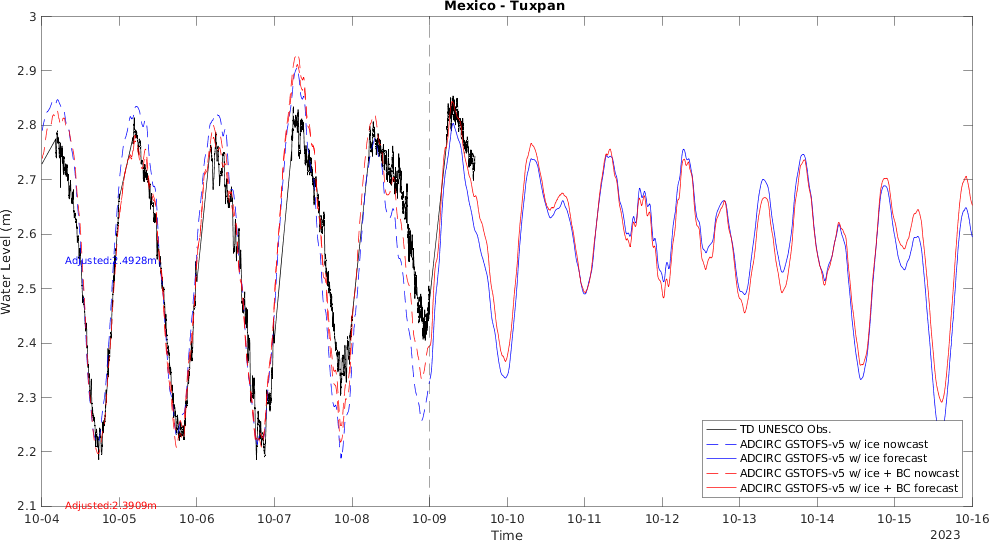 Mexico - Tuxpan
Water Level (m)
3
2.9
2.8
2.7
2.6
2.5
2.4
2.3
2.2
2.1
Adjusted:2.4928m
Adjusted:2.3909m
TD UNESCO Obs.
ADCIRC GSTOFS-v5 w/ ice nowcast
ADCIRC GSTOFS-v5 w/ ice forecast
ADCIRC GSTOFS-v5 w/ ice + BC nowcast
ADCIRC GSTOFS-v5 w/ ice + BC forecast
10-04 10-05 10-06 10-07 10-08 10-09 10-10 10-11 10-12 10-13 10-14 10-15 10-16
Time
2023